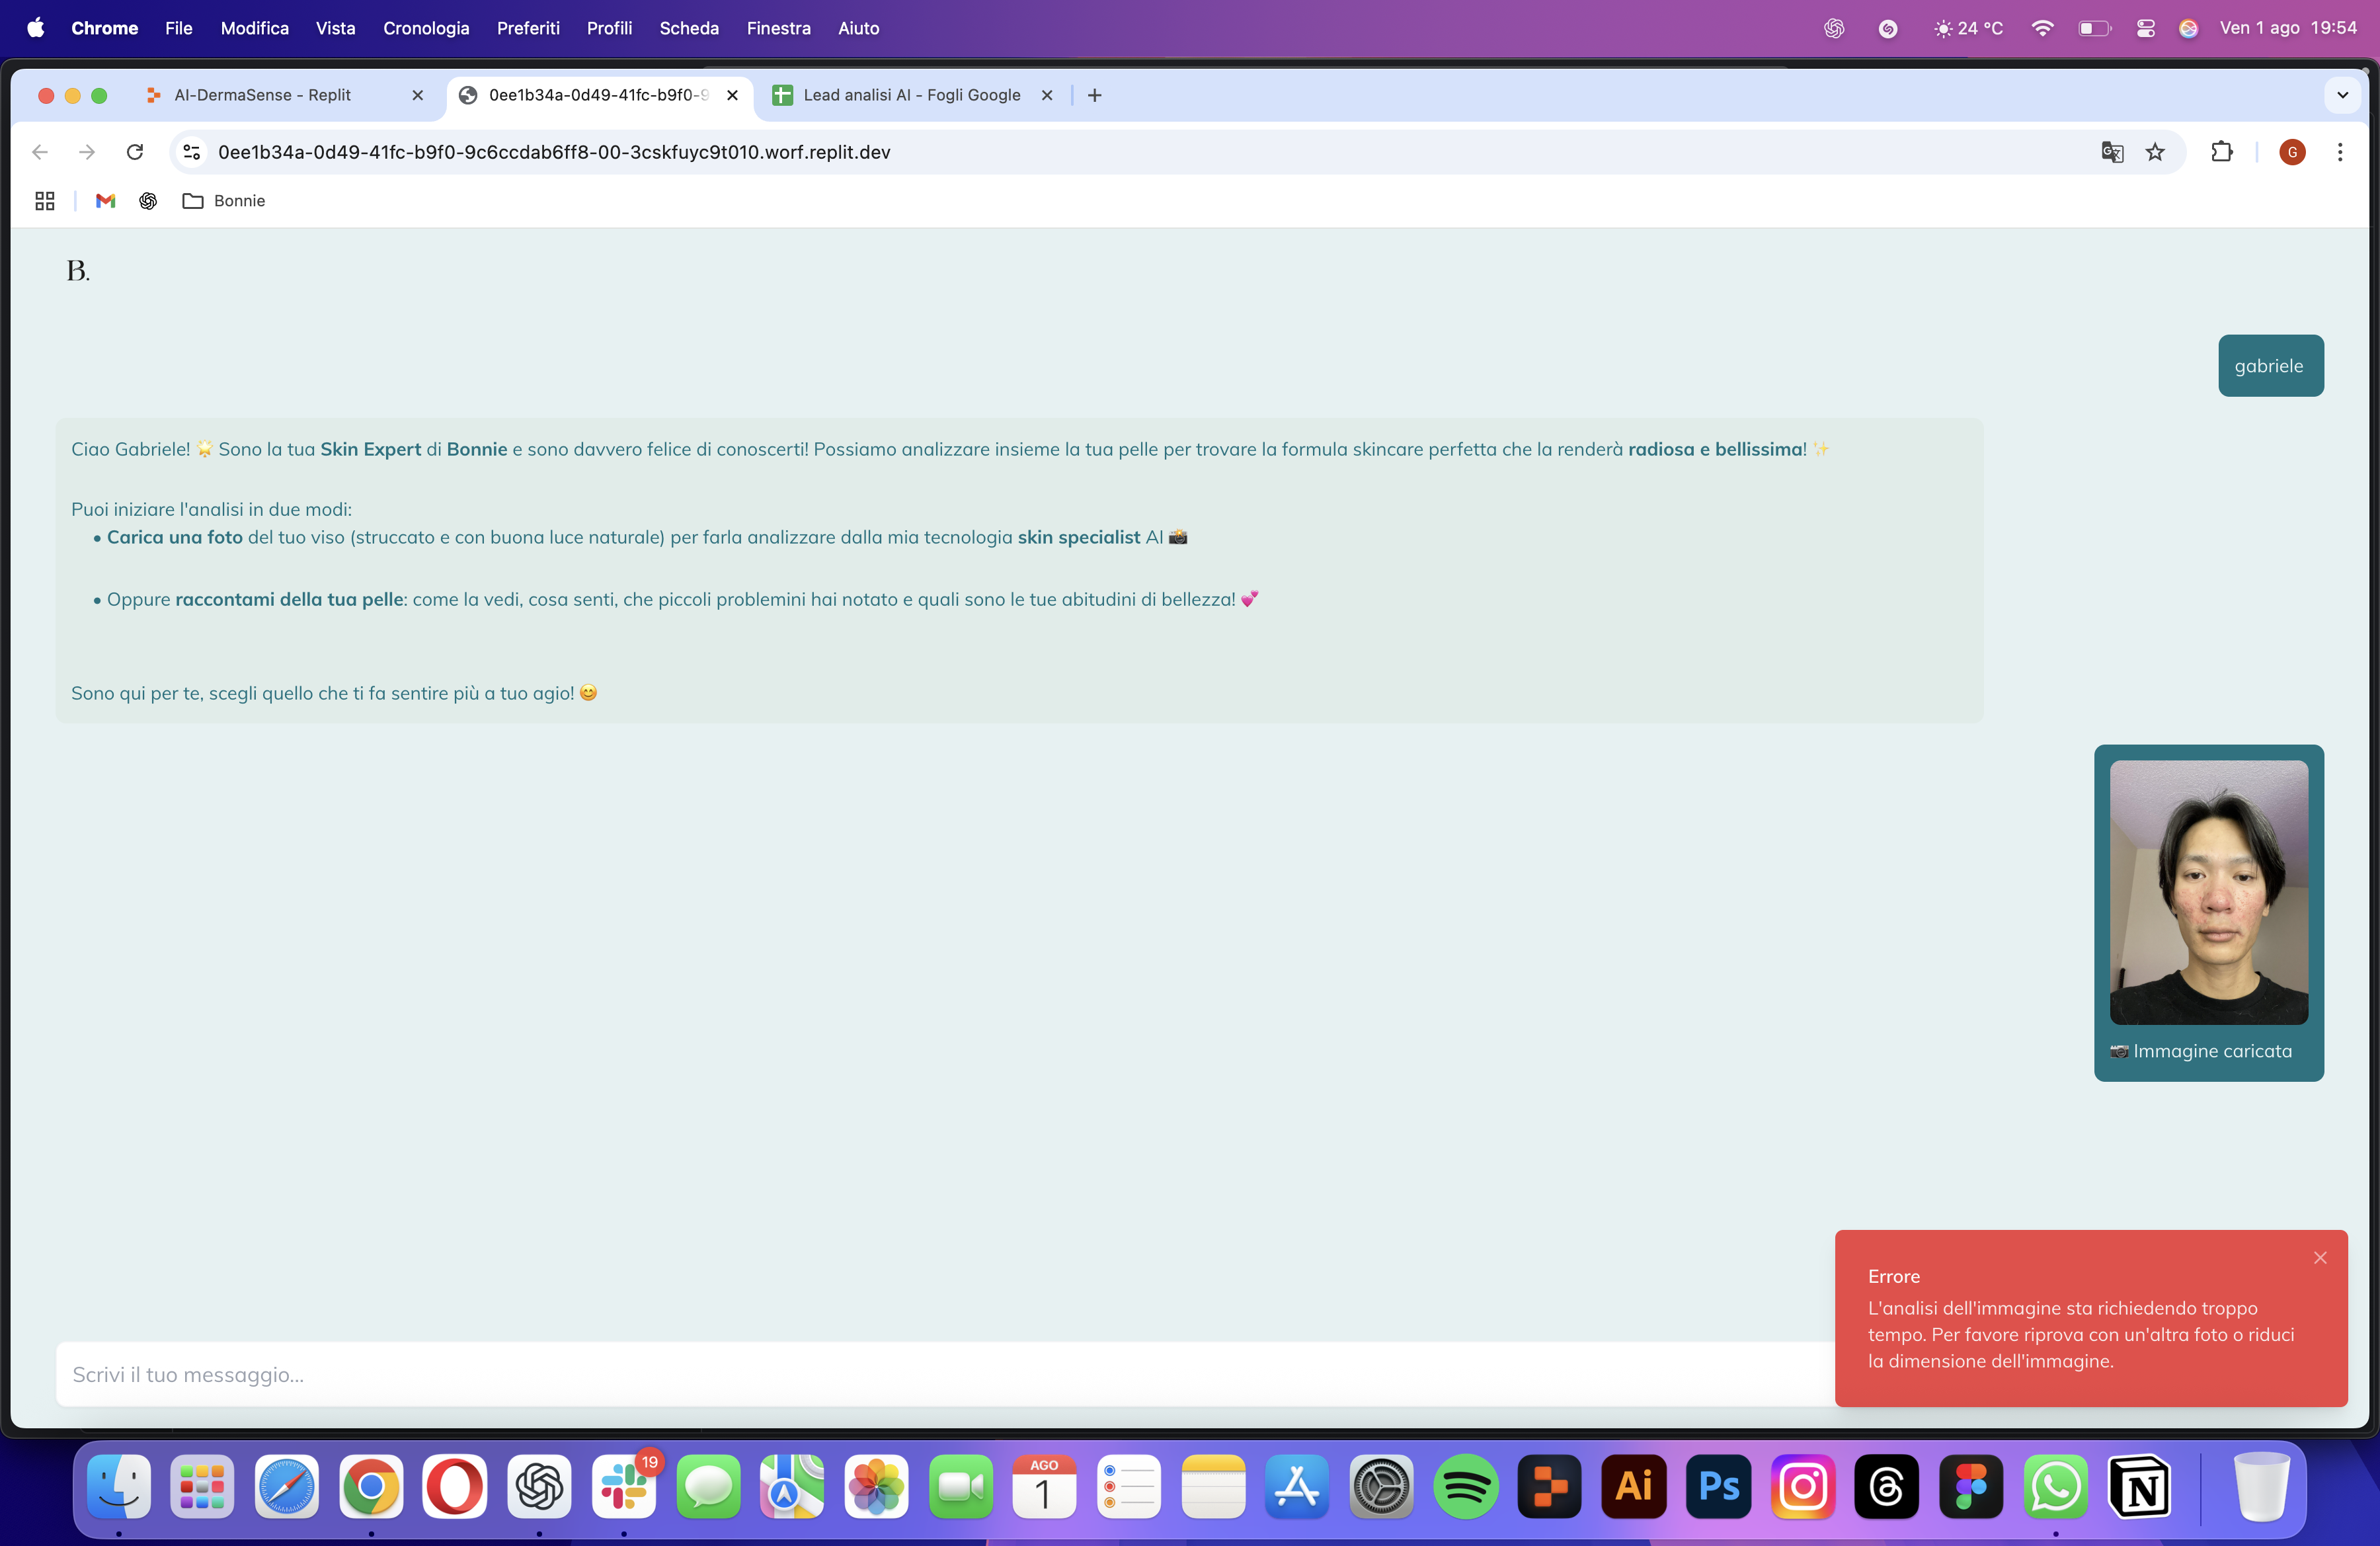 Chrome File Modifica Vista Cronologia Preferiti Profili Scheda Finestra Aiuto 24 °C Ven 1 ago 19:54
AI-DermaSense - Replit 0ee1b34a-0d49-41fc-b9f0-9 Lead analisi AI - Fogli Google
0ee1b34a-0d49-41fc-b9f0-9c6ccdab6ff8-00-3cskfuyc9t010.worf.replit.dev G
Bonnie
B.
gabriele
Ciao Gabriele! 🌟 Sono la tua Skin Expert di Bonnie e sono davvero felice di conoscerti! Possiamo analizzare insieme la tua pelle per trovare la formula skincare perfetta che la renderà radiosa e bellissima! ✨
Puoi iniziare l'analisi in due modi:
• Carica una foto del tuo viso (struccato e con buona luce naturale) per farla analizzare dalla mia tecnologia skin specialist AI 📸
• Oppure raccontami della tua pelle: come la vedi, cosa senti, che piccoli problemini hai notato e quali sono le tue abitudini di bellezza! 💕
Sono qui per te, scegli quello che ti fa sentire più a tuo agio! 😊
📷 Immagine caricata
Errore
L'analisi dell'immagine sta richiedendo troppo
tempo. Per favore riprova con un'altra foto o riduci
la dimensione dell'immagine.
Scrivi il tuo messaggio...
19
AGO
1
Ai
Ps